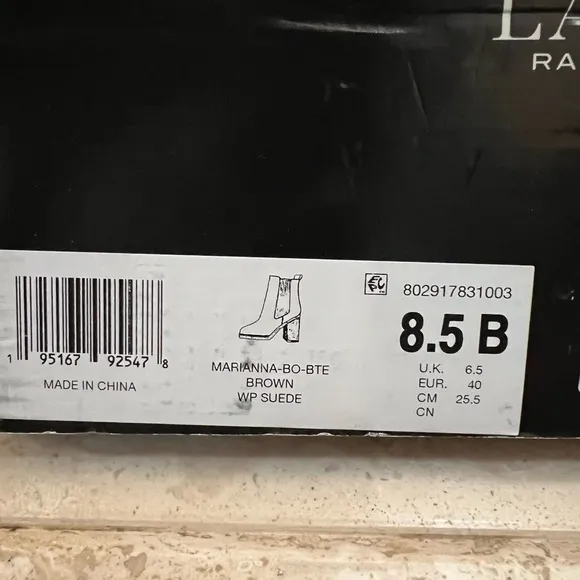 LA
RA
1 95167 92547 8
MADE IN CHINA
MARIANNA-BO-BTE
BROWN
WP SUEDE
802917831003
8.5 B
U.K. 6.5
EUR. 40
CM 25.5
CN